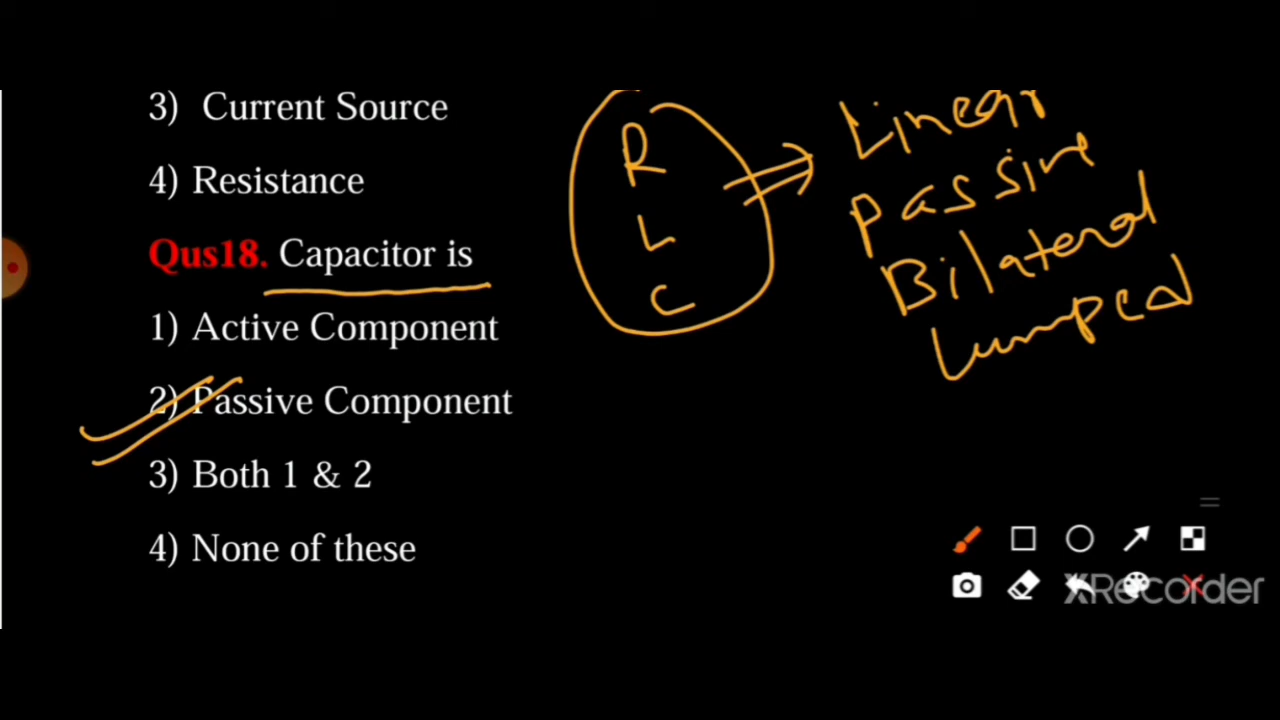 3) Current Source
4) Resistance
Qus18. Capacitor is
1) Active Component
2) Passive Component
3) Both 1 & 2
4) None of these
R
L
C
Linear
Passive
Bilateral
Lumped
XRecorder